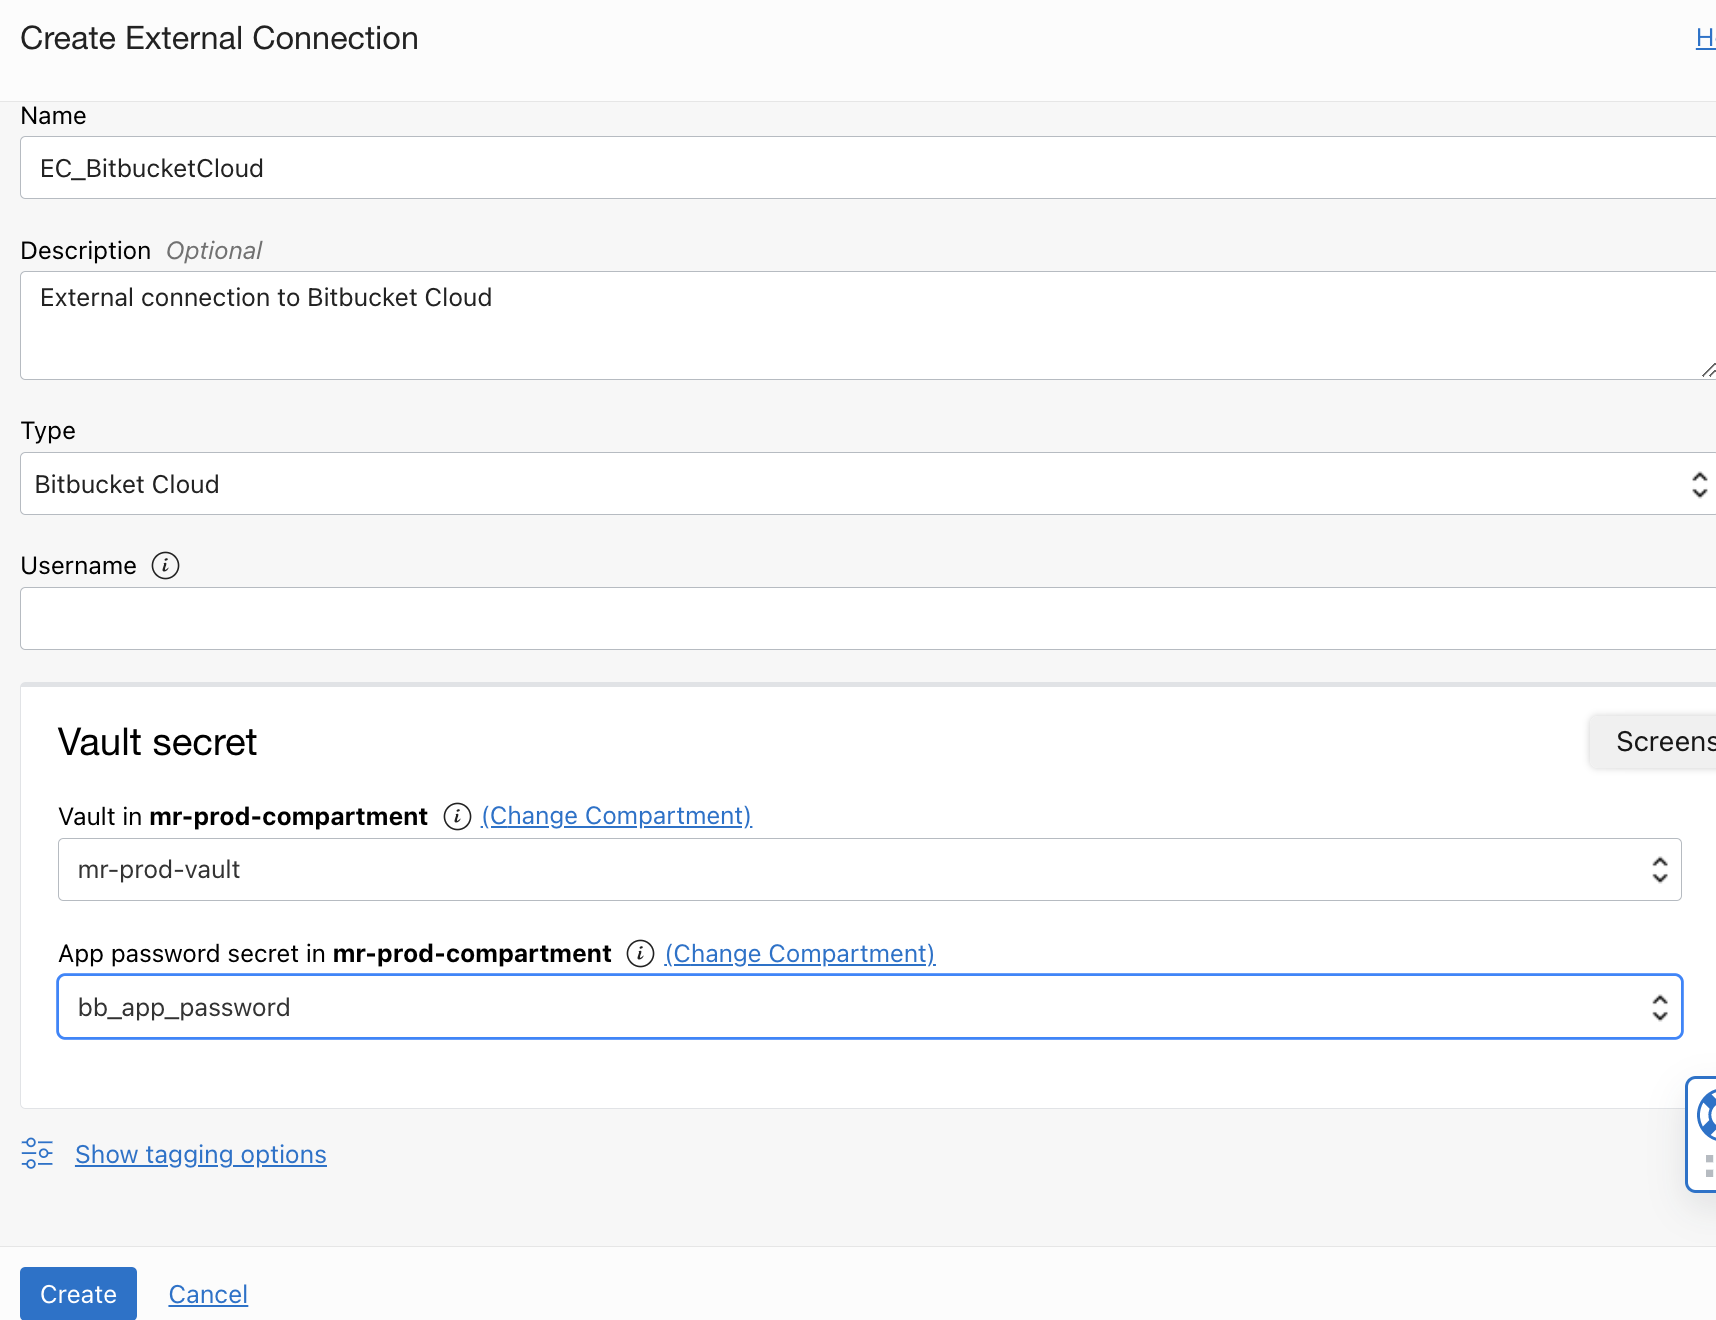 Create External Connection
Name
EC_BitbucketCloud
Description Optional
External connection to Bitbucket Cloud
Type
Bitbucket Cloud
Username
Vault secret
Vault in mr-prod-compartment (Change Compartment)
mr-prod-vault
App password secret in mr-prod-compartment (Change Compartment)
bb_app_password
Show tagging options
Create Cancel